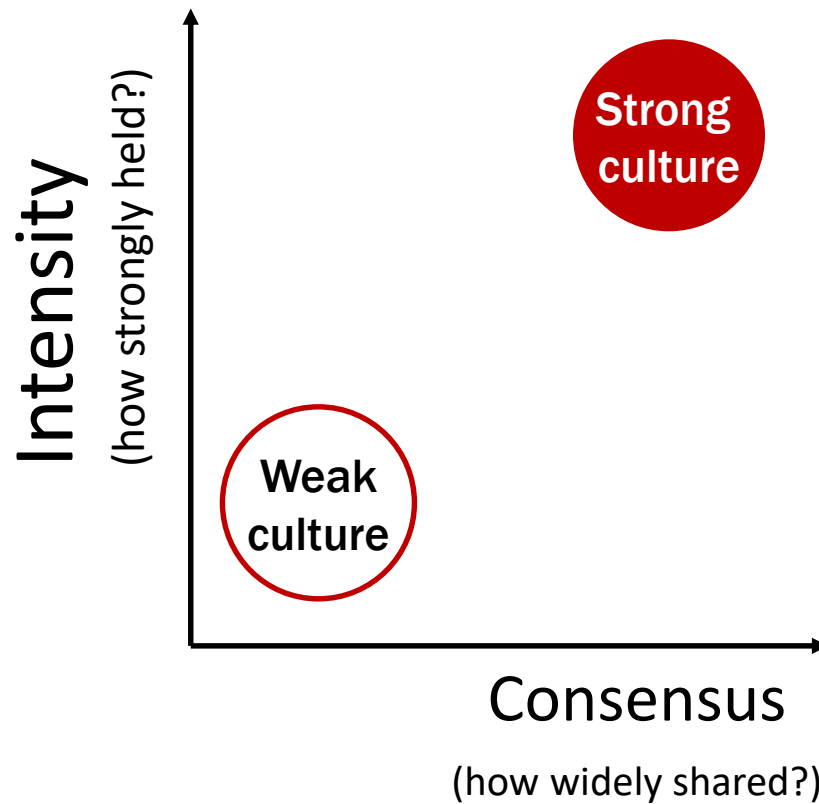 Intensity
(how strongly held?)
Strong
culture
Weak
culture
Consensus
(how widely shared?)